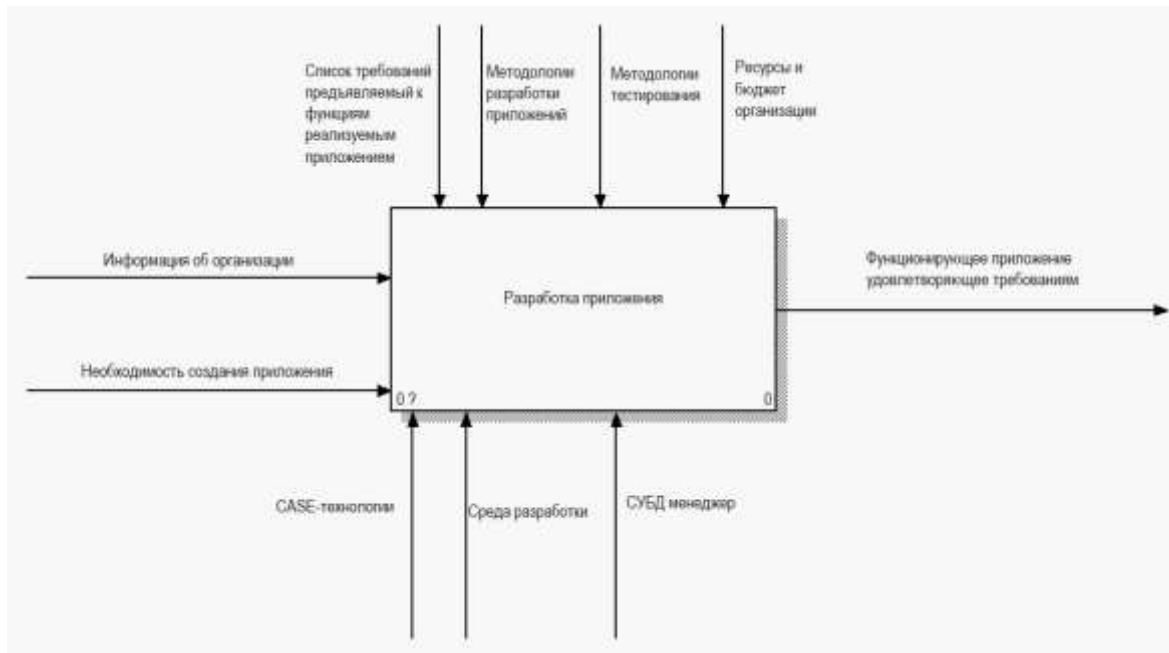 Список требований
предъявляемый к
функциям
реализуемым
приложением
Методологии
разработки
приложений
Методологии
тестирования
Ресурсы и
бюджет
организации
Информация об организации
Функционирующее приложение
удовлетворяющее требованиям
Разработка приложения
Необходимость создания приложения
0 ?
0
CASE-технологии
Среда разработки
СУБД менеджер